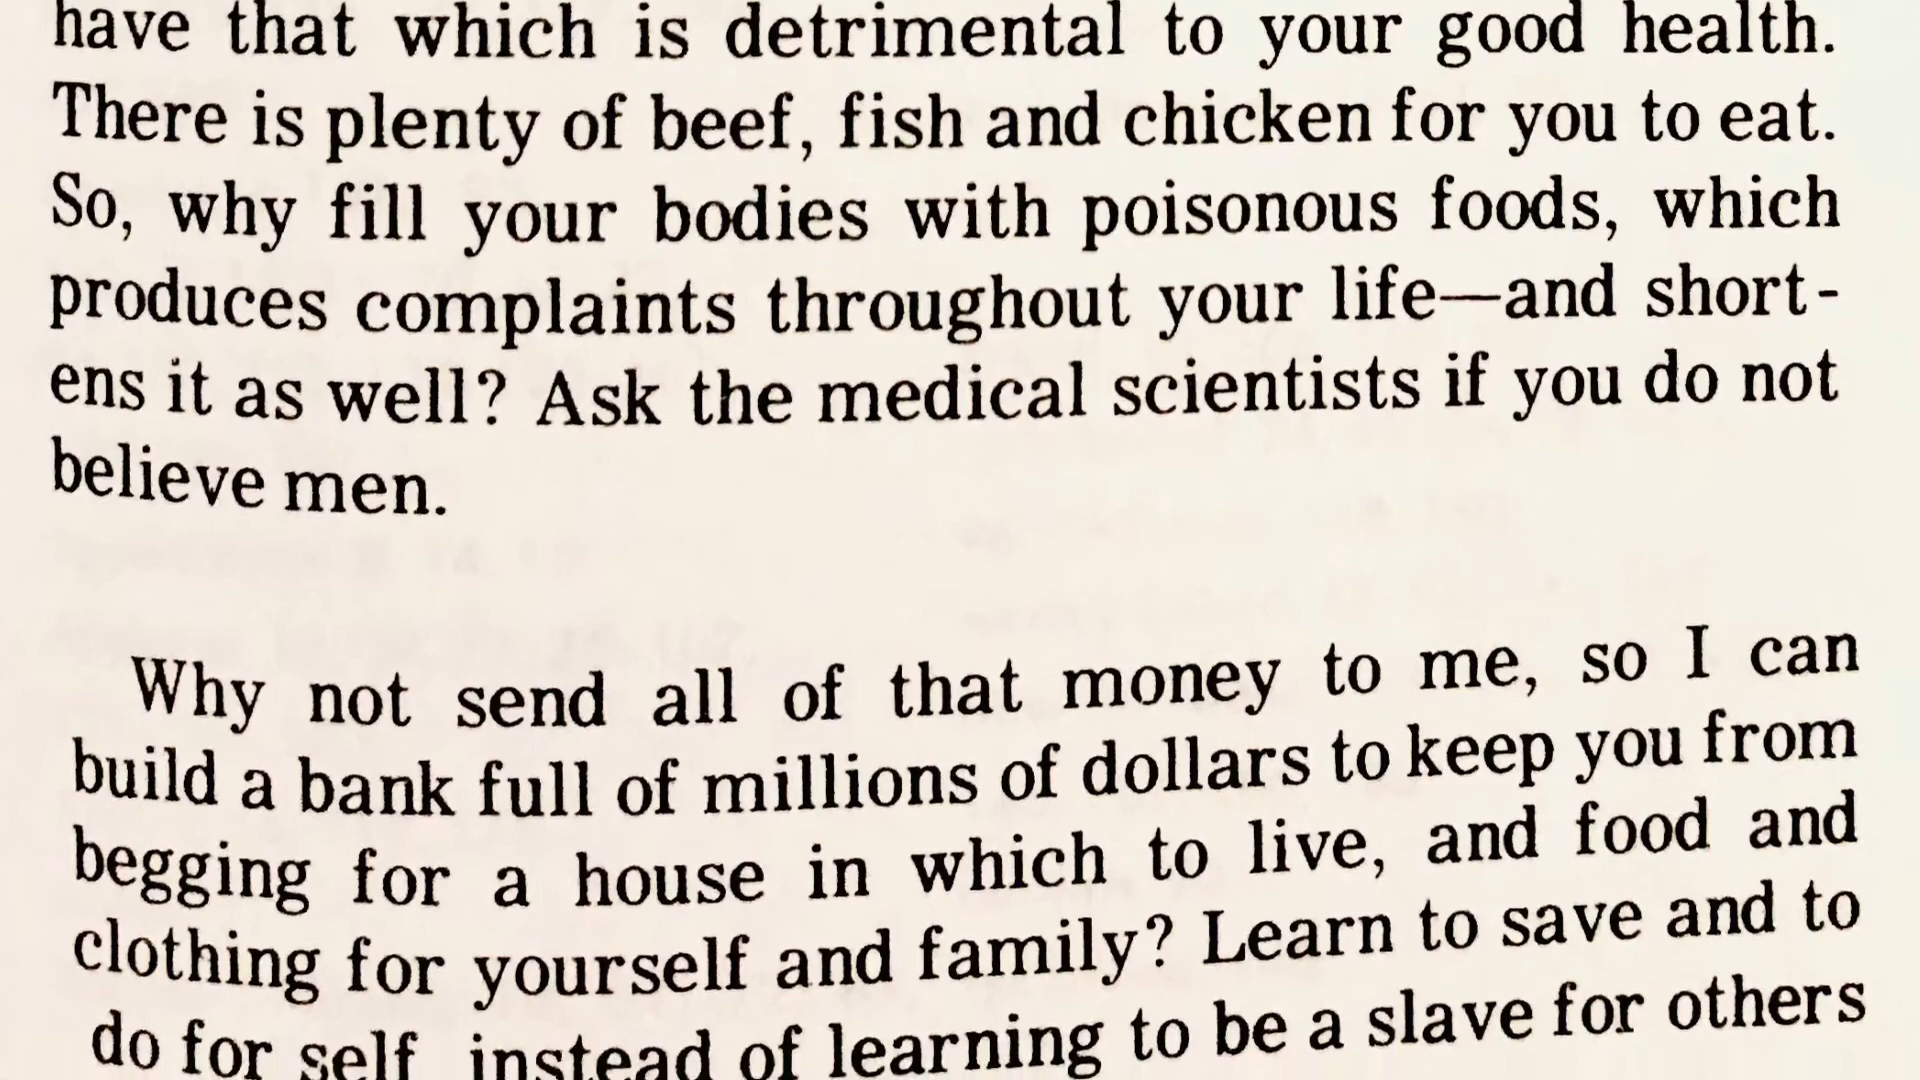 have that which is detrimental to your good health.
There is plenty of beef, fish and chicken for you to eat.
So, why fill your bodies with poisonous foods, which
produces complaints throughout your life—and short-
ens it as well? Ask the medical scientists if you do not
believe men.
Why not send all of that money to me, so I can
build a bank full of millions of dollars to keep you from
begging for a house in which to live, and food and
clothing for yourself and family? Learn to save and to
do for self instead of learning to be a slave for others